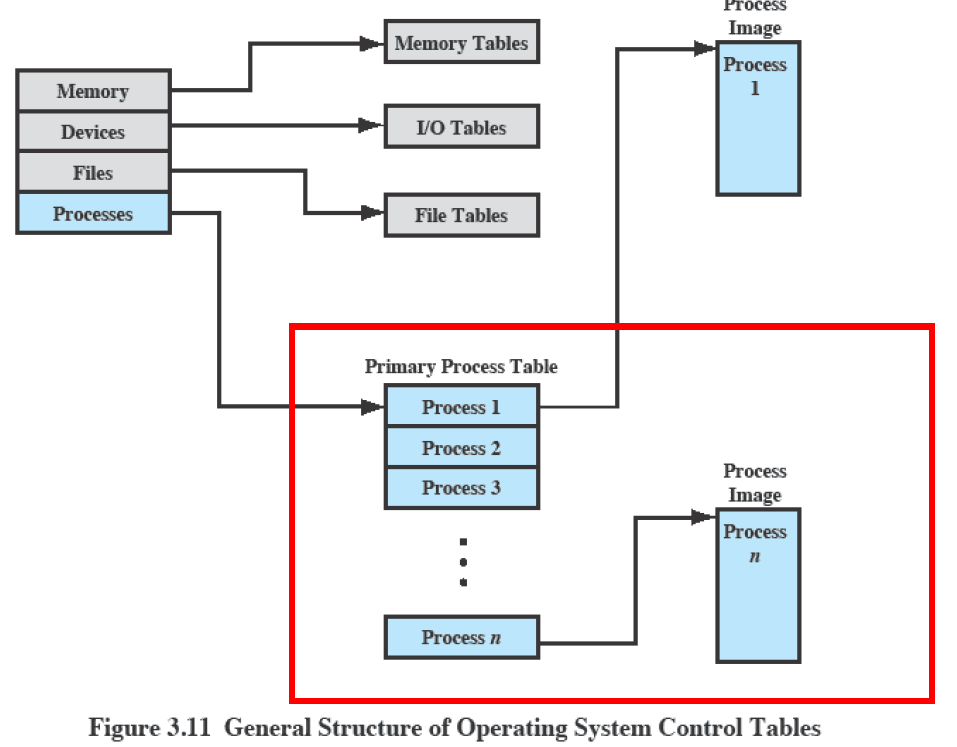 Memory
Devices
Files
Processes
Memory Tables
I/O Tables
File Tables
Process
Image
Process
1
Primary Process Table
Process 1
Process 2
Process 3
Process n
Process
Image
Process
n
Figure 3.11 General Structure of Operating System Control Tables